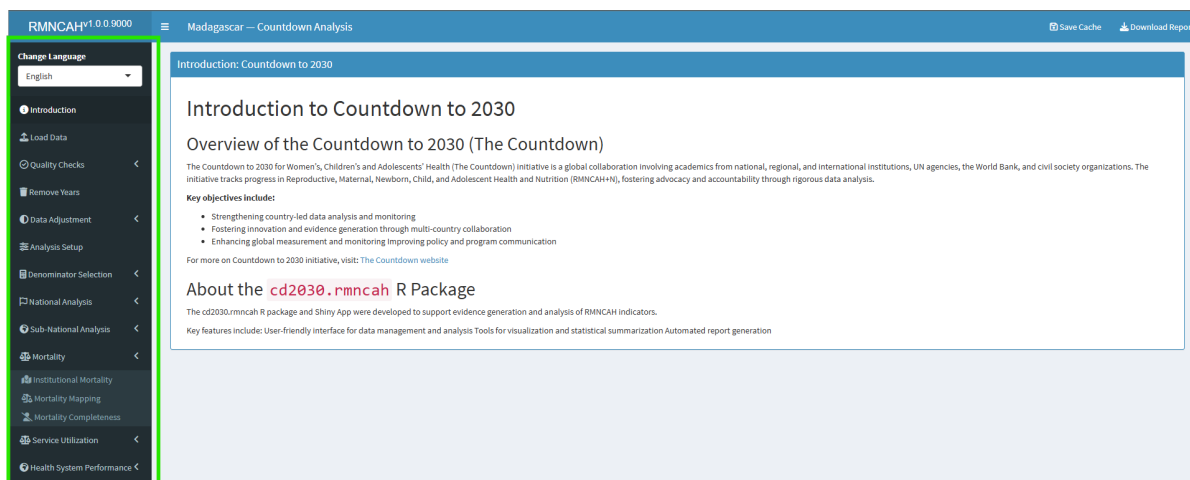 RMNCAHv1.0.0.9000
Madagascar — Countdown Analysis
Save Cache
Download Repor
Change Language
English
Introduction
Load Data
Quality Checks
Remove Years
Data Adjustment
Analysis Setup
Denominator Selection
National Analysis
Sub-National Analysis
Mortality
Institutional Mortality
Mortality Mapping
Mortality Completeness
Service Utilization
Health System Performance
Introduction: Countdown to 2030
Introduction to Countdown to 2030
Overview of the Countdown to 2030 (The Countdown)
The Countdown to 2030 for Women's, Children's and Adolescents' Health (The Countdown) initiative is a global collaboration involving academics from national, regional, and international institutions, UN agencies, the World Bank, and civil society organizations. The
initiative tracks progress in Reproductive, Maternal, Newborn, Child, and Adolescent Health and Nutrition (RMNCAH+N), fostering advocacy and accountability through rigorous data analysis.
Key objectives include:
• Strengthening country-led data analysis and monitoring
• Fostering innovation and evidence generation through multi-country collaboration
• Enhancing global measurement and monitoring Improving policy and program communication
For more on Countdown to 2030 initiative, visit: The Countdown website
About the cd2030.rmncah R Package
The cd2030.rmncah R package and Shiny App were developed to support evidence generation and analysis of RMNCAH indicators.
Key features include: User-friendly interface for data management and analysis Tools for visualization and statistical summarization Automated report generation